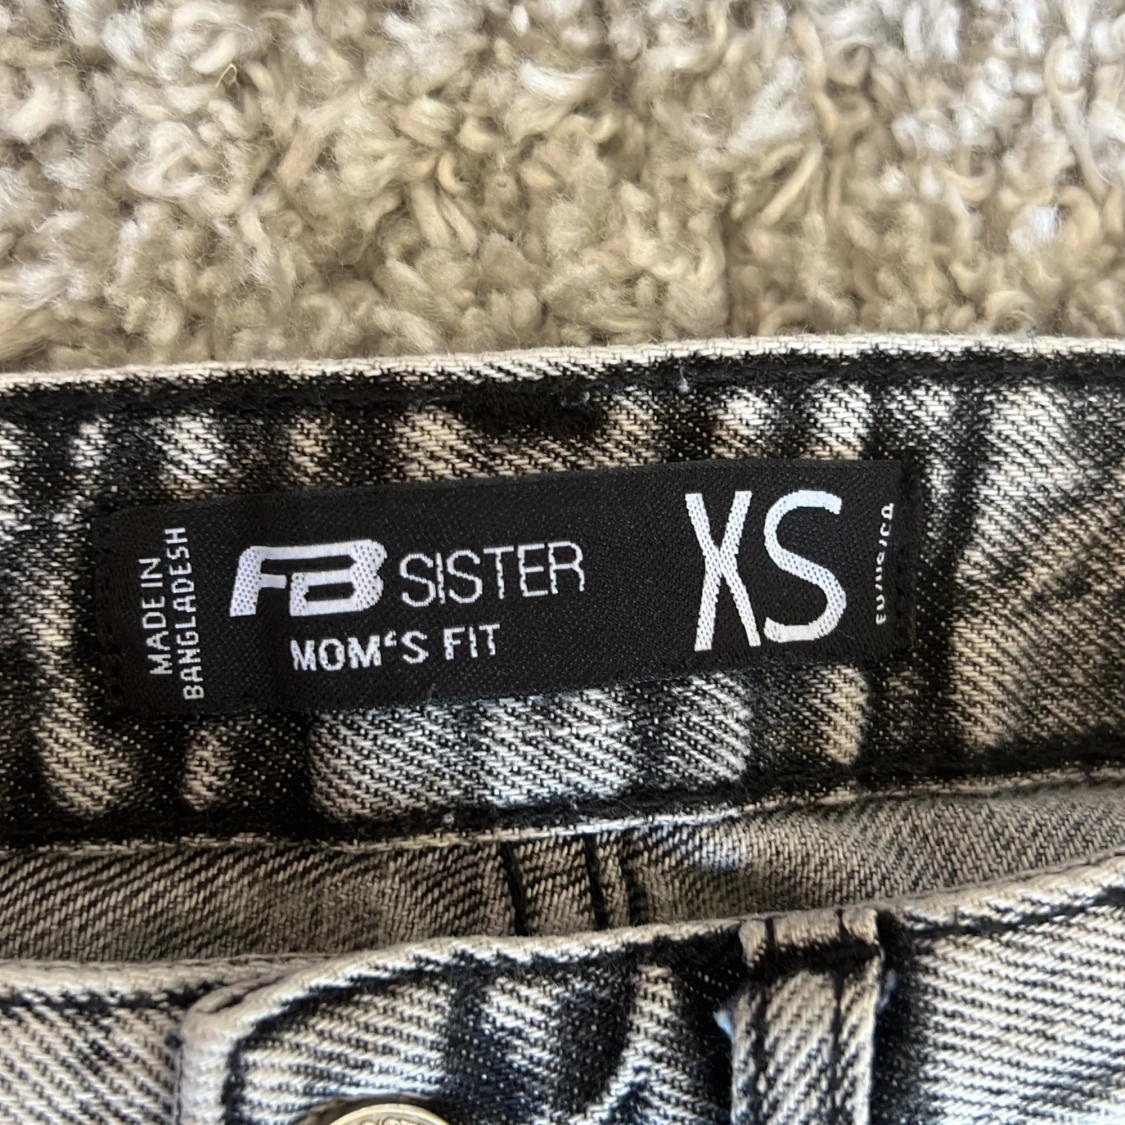 MADE IN
BANGLADESH
FB SISTER
MOM'S FIT
XS